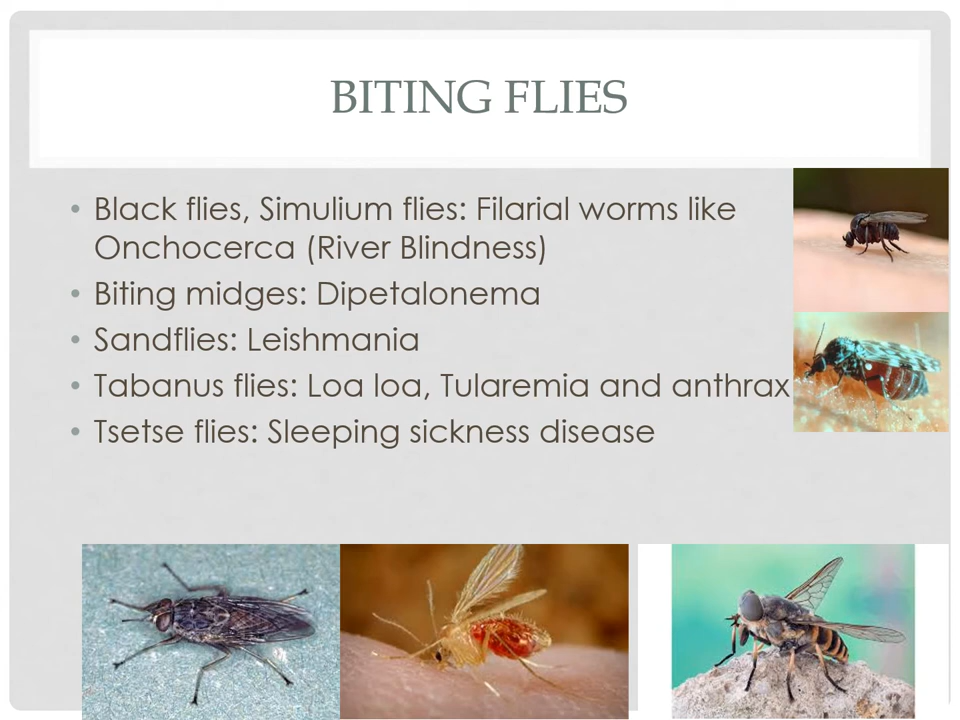 BITING FLIES
• Black flies, Simulium flies: Filarial worms like
Onchocerca (River Blindness)
• Biting midges: Dipetalonema
• Sandflies: Leishmania
• Tabanus flies: Loa loa, Tularemia and anthrax
• Tsetse flies: Sleeping sickness disease